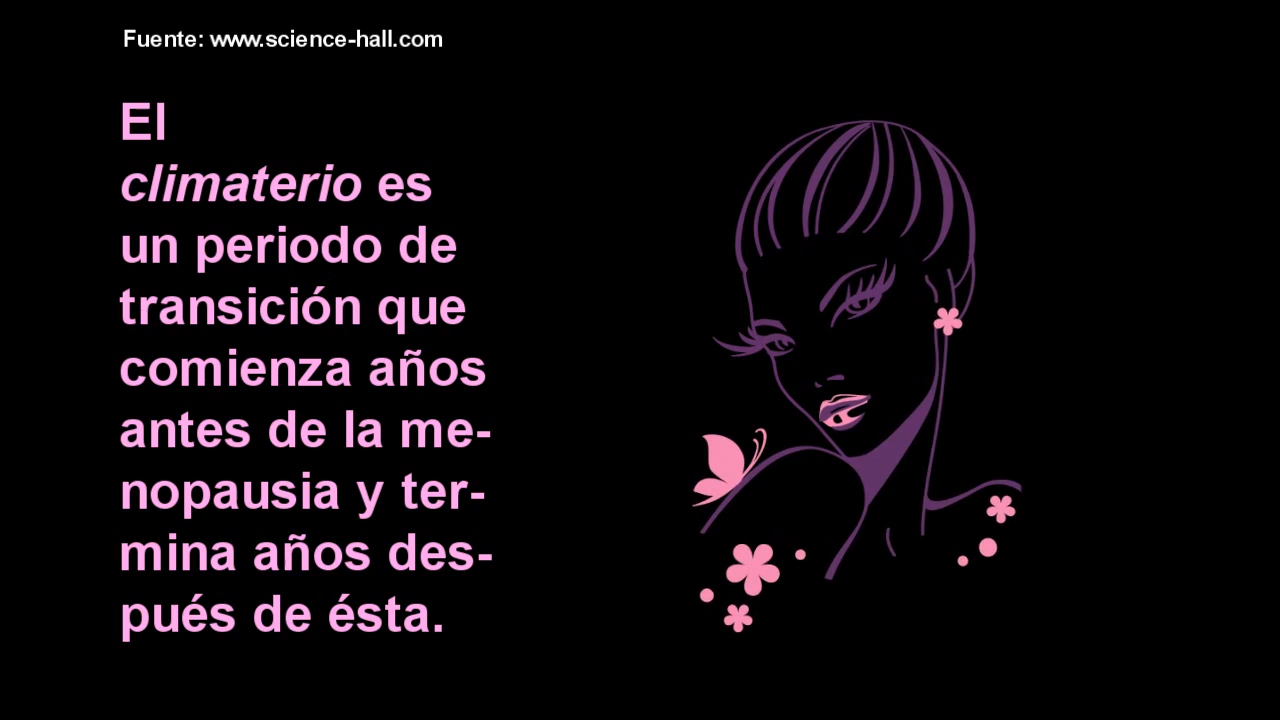 Fuente: www.science-hall.com
El
climaterio es
un periodo de
transición que
comienza años
antes de la me-
nopausia y ter-
mina años des-
pués de ésta.